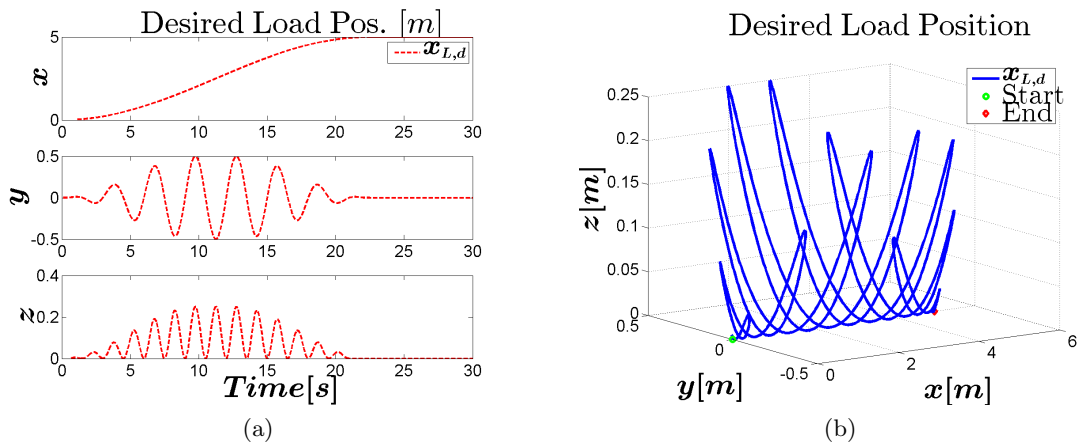 Desired Load Pos. [m]
x
5
0
x_{L,d}
0 5 10 15 20 25 30
y
0.5
0
-0.5
0 5 10 15 20 25 30
z
0.4
0.2
0
0 5 10 15 20 25 30
Time[s]
(a)
Desired Load Position
x_{L,d}
Start
End
z[m]
0.25
0.2
0.15
0.1
0.05
0
0.5
0
-0.5
y[m]
0
2
4
6
x[m]
(b)